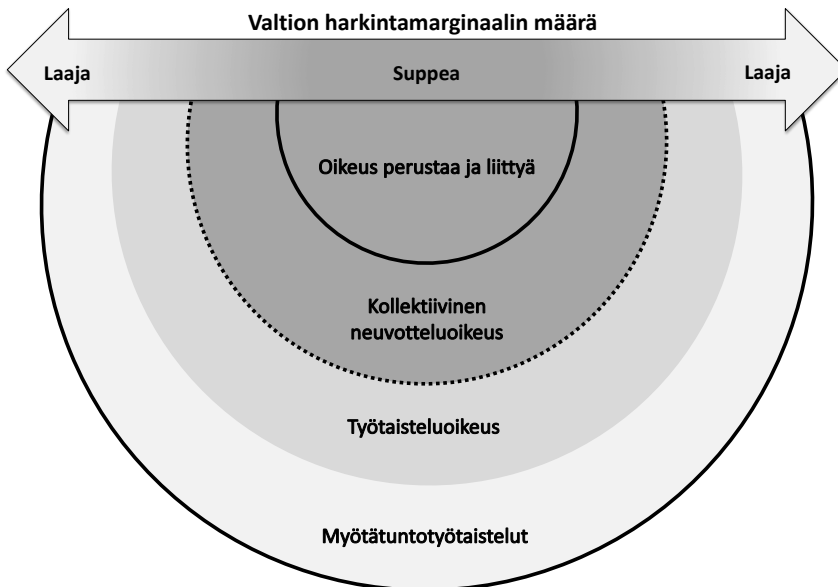 Valtion harkintamarginaalin määrä
Laaja
Suppea
Laaja
Oikeus perustaa ja liittyä
Kollektiivinen
neuvotteluoikeus
Työtaisteluoikeus
Myötätuntotyötaistelut